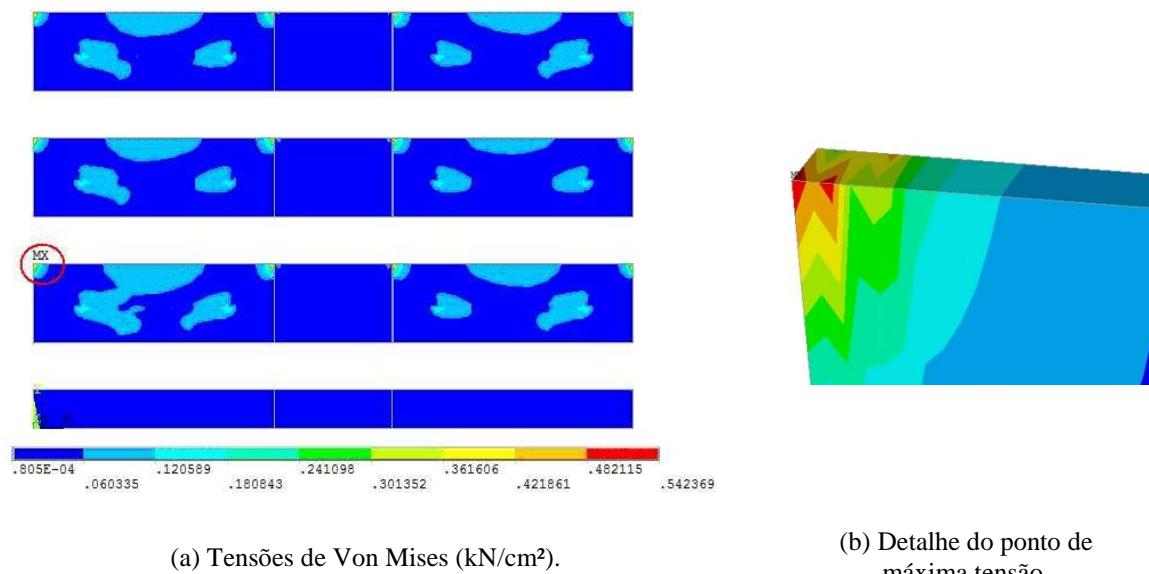 MX
.805E-04 .120589 .241098 .361606 .482115
.060335 .180843 .301352 .421861 .542369
(a) Tensões de Von Mises (kN/cm²).
(b) Detalhe do ponto de
máxima tensão